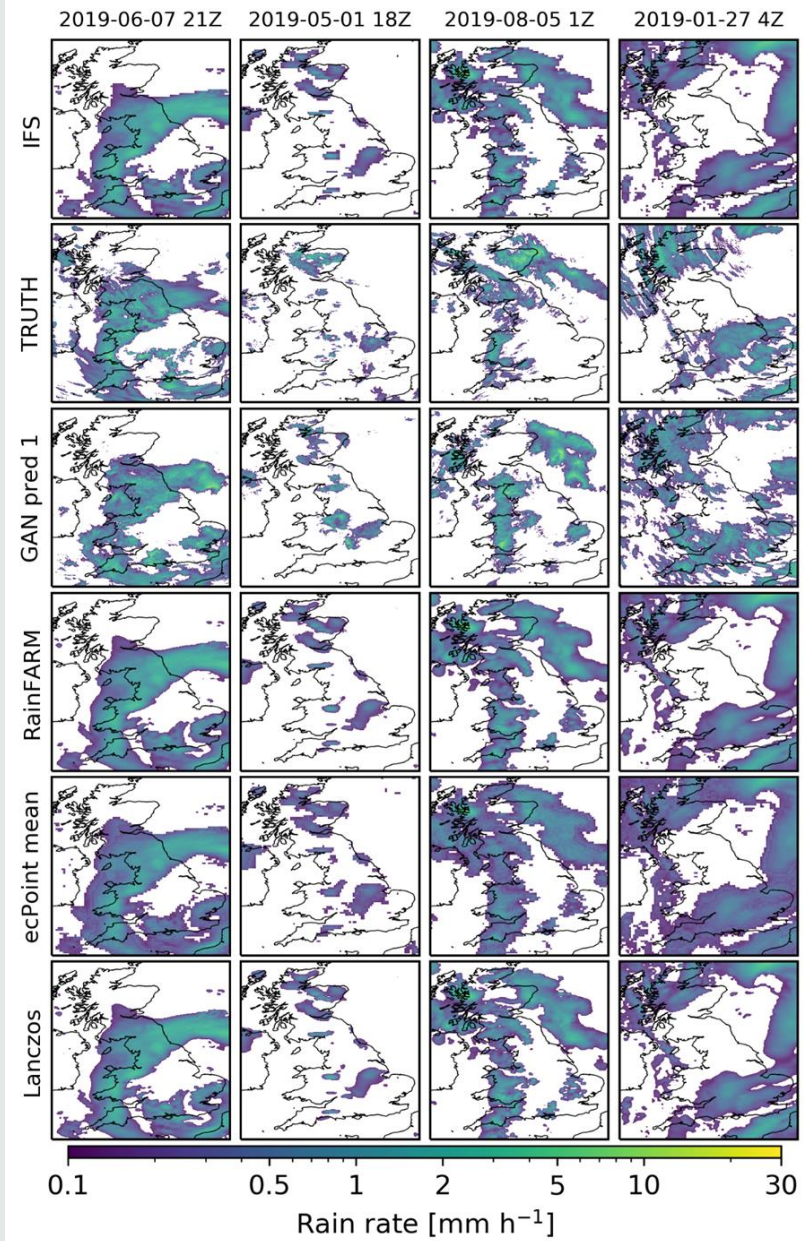 2019-06-07 21Z 2019-05-01 18Z 2019-08-05 1Z 2019-01-27 4Z
IFS
TRUTH
GAN pred 1
RainFARM
ecPoint mean
Lanczos
0.1 0.5 1 2 5 10 30
Rain rate [mm h⁻¹]